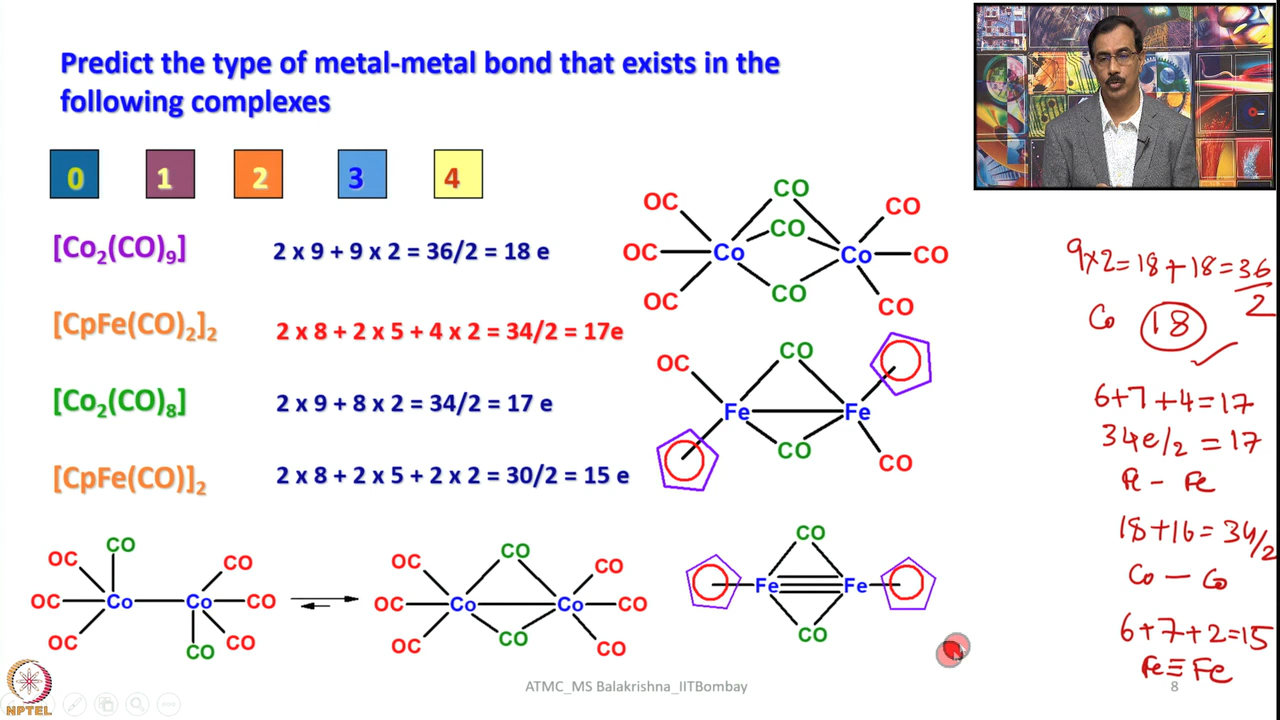 Predict the type of metal-metal bond that exists in the
following complexes
0 1 2 3 4
[Co₂(CO)₉] 2 x 9 + 9 x 2 = 36/2 = 18 e
[CpFe(CO)₂]₂ 2 x 8 + 2 x 5 + 4 x 2 = 34/2 = 17e
[Co₂(CO)₈] 2 x 9 + 8 x 2 = 34/2 = 17 e
[CpFe(CO)]₂ 2 x 8 + 2 x 5 + 2 x 2 = 30/2 = 15 e
CO
OC CO
CO
OC Co Co CO
OC CO CO
CO
OC
Fe Fe
CO
CO
9x2=18+18=36
2
Co 18
6+7+4=17
34e/2 = 17
Fe - Fe
18+16=34/2
Co - Co
6+7+2=15
Fe≡Fe
CO
OC CO
OC Co Co CO
OC CO
CO
CO
OC CO
OC Co Co CO
OC CO CO
CO
Fe Fe
CO
NPTEL
ATMC_MS Balakrishna_IITBombay
8